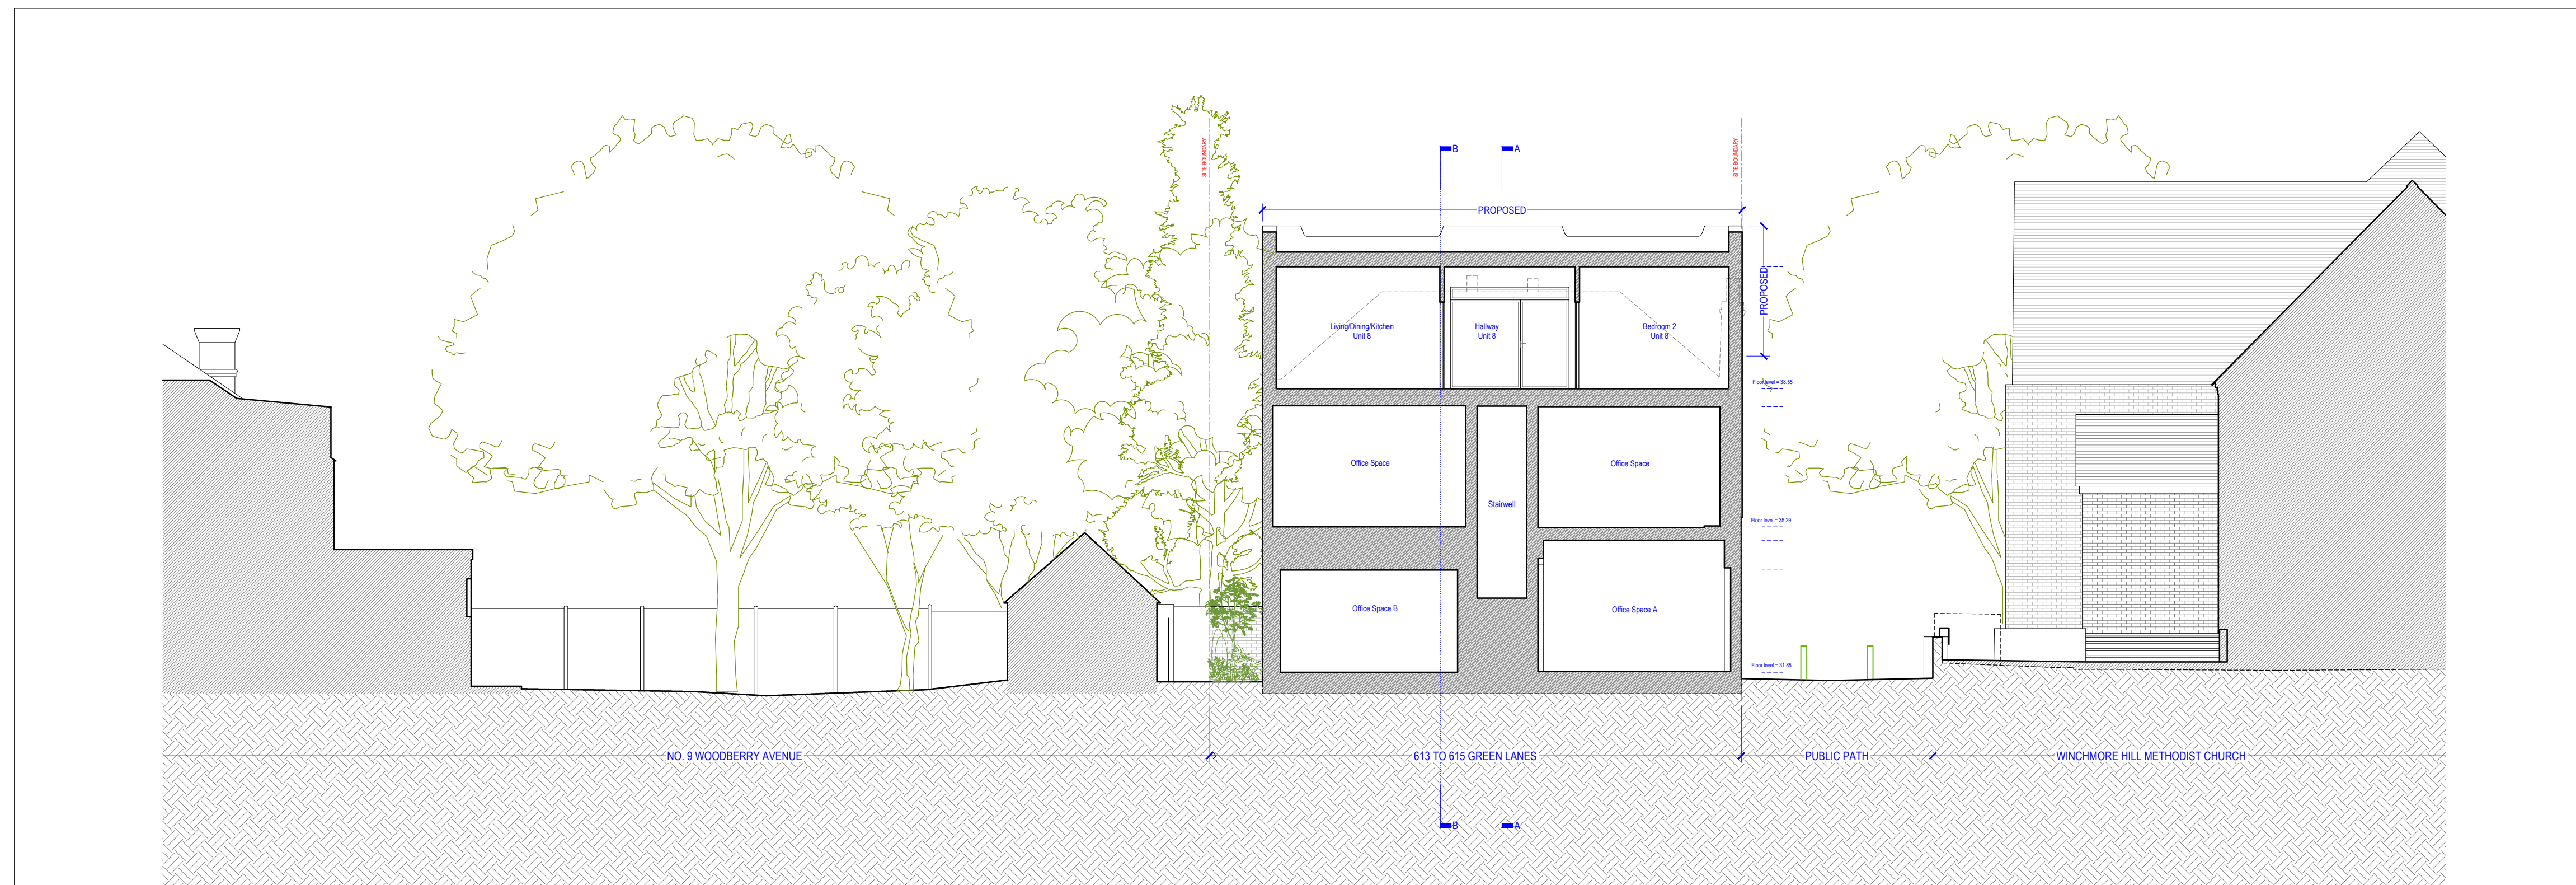 SITE BOUNDARY
SITE BOUNDARY
B
A
PROPOSED
PROPOSED
Living/Dining/Kitchen
Unit 8
Hallway
Unit 8
Bedroom 2
Unit 8
Floor level = 38.55
Office Space
Office Space
Stairwell
Floor level = 35.29
Office Space B
Office Space A
Floor level = 31.85
NO. 9 WOODBERRY AVENUE
613 TO 615 GREEN LANES
PUBLIC PATH
WINCHMORE HILL METHODIST CHURCH
B
A